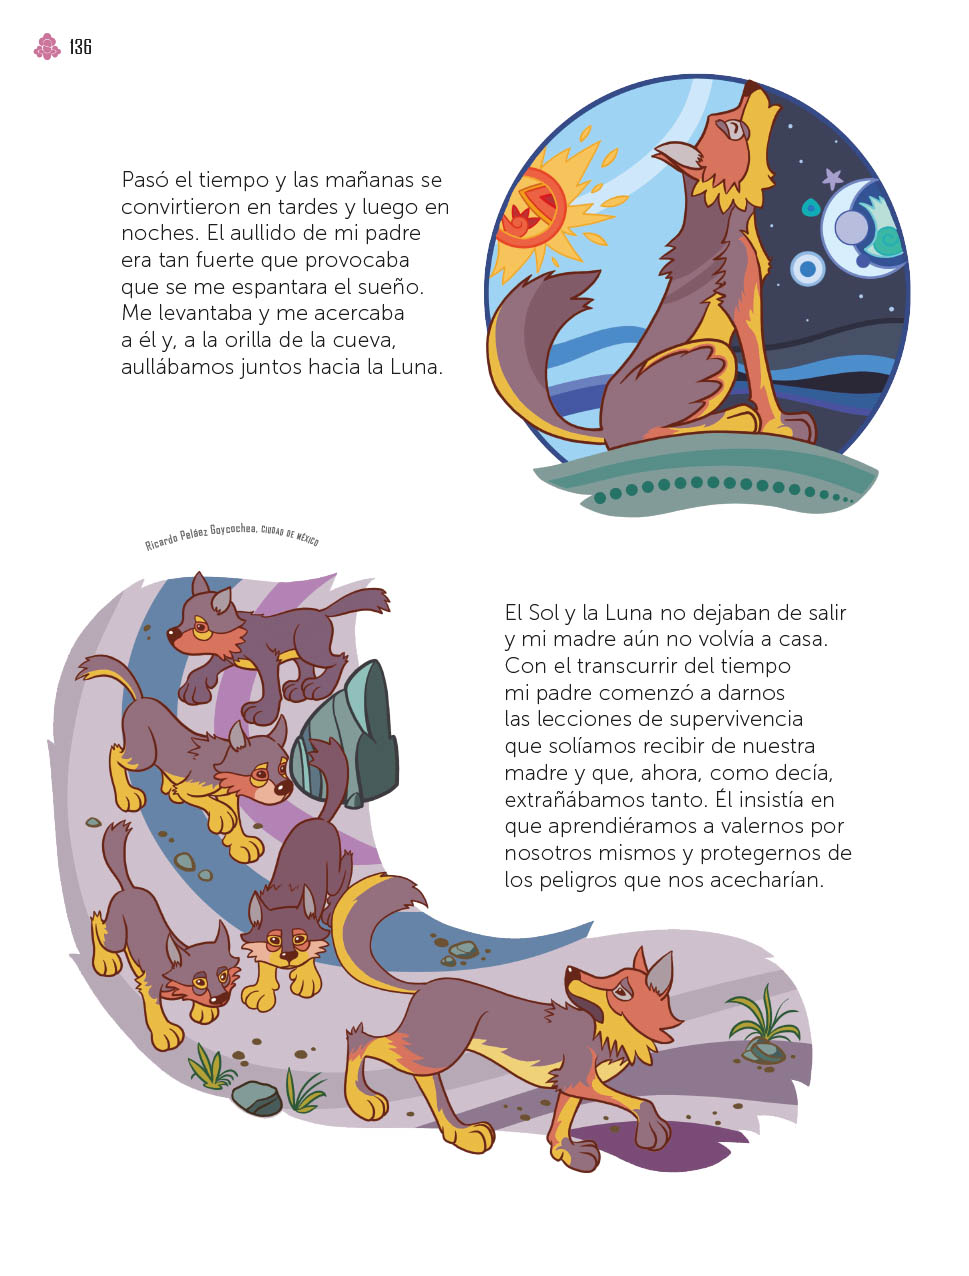 136
Pasó el tiempo y las mañanas se
convirtieron en tardes y luego en
noches. El aullido de mi padre
era tan fuerte que provocaba
que se me espantara el sueño.
Me levantaba y me acercaba
a él y, a la orilla de la cueva,
aullábamos juntos hacia la Luna.
Ricardo Peláez Goycochea, CIUDAD DE MÉXICO
El Sol y la Luna no dejaban de salir
y mi madre aún no volvía a casa.
Con el transcurrir del tiempo
mi padre comenzó a darnos
las lecciones de supervivencia
que solíamos recibir de nuestra
madre y que, ahora, como decía,
extrañábamos tanto. Él insistía en
que aprendiéramos a valernos por
nosotros mismos y protegernos de
los peligros que nos acecharían.